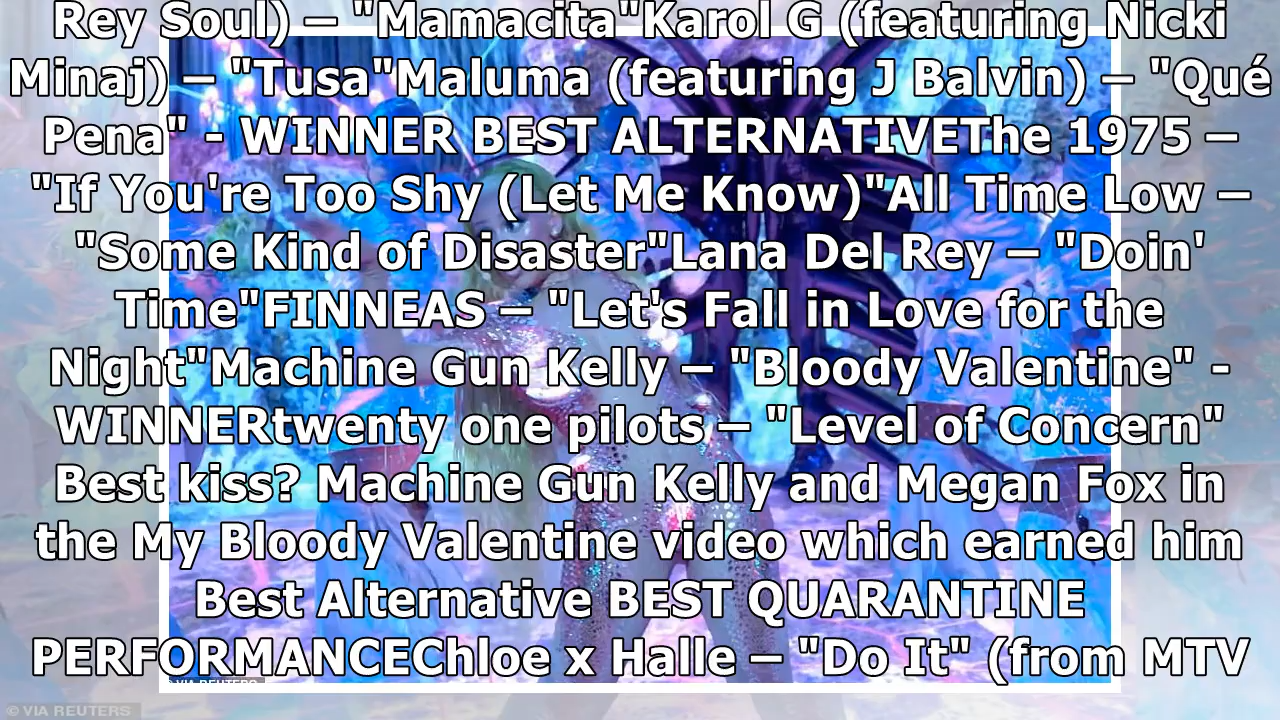 Rey Soul) – "Mamacita"Karol G (featuring Nicki
Minaj) – "Tusa"Maluma (featuring J Balvin) – "Qué
Pena" - WINNER BEST ALTERNATIVEThe 1975 –
"If You're Too Shy (Let Me Know)"All Time Low –
"Some Kind of Disaster"Lana Del Rey – "Doin'
Time"FINNEAS – "Let's Fall in Love for the
Night"Machine Gun Kelly – "Bloody Valentine" -
WINNERtwenty one pilots – "Level of Concern"
Best kiss? Machine Gun Kelly and Megan Fox in
the My Bloody Valentine video which earned him
Best Alternative BEST QUARANTINE
PERFORMANCEChloe x Halle – "Do It" (from MTV
© VIA REUTERS
© VIA REUTERS